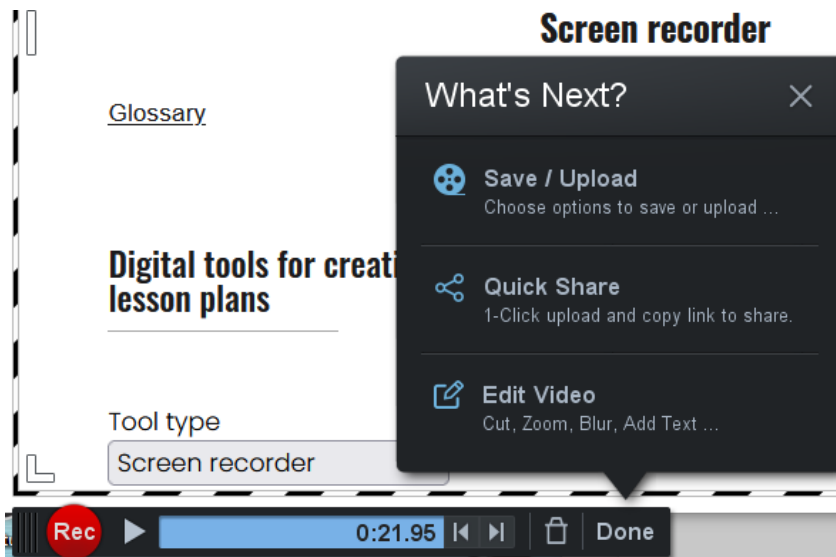 Screen recorder
What's Next?
Glossary
Save / Upload
Choose options to save or upload ...
Digital tools for creati
lesson plans
Quick Share
1-Click upload and copy link to share.
Edit Video
Cut, Zoom, Blur, Add Text ...
Tool type
Screen recorder
Rec 0:21.95 Done